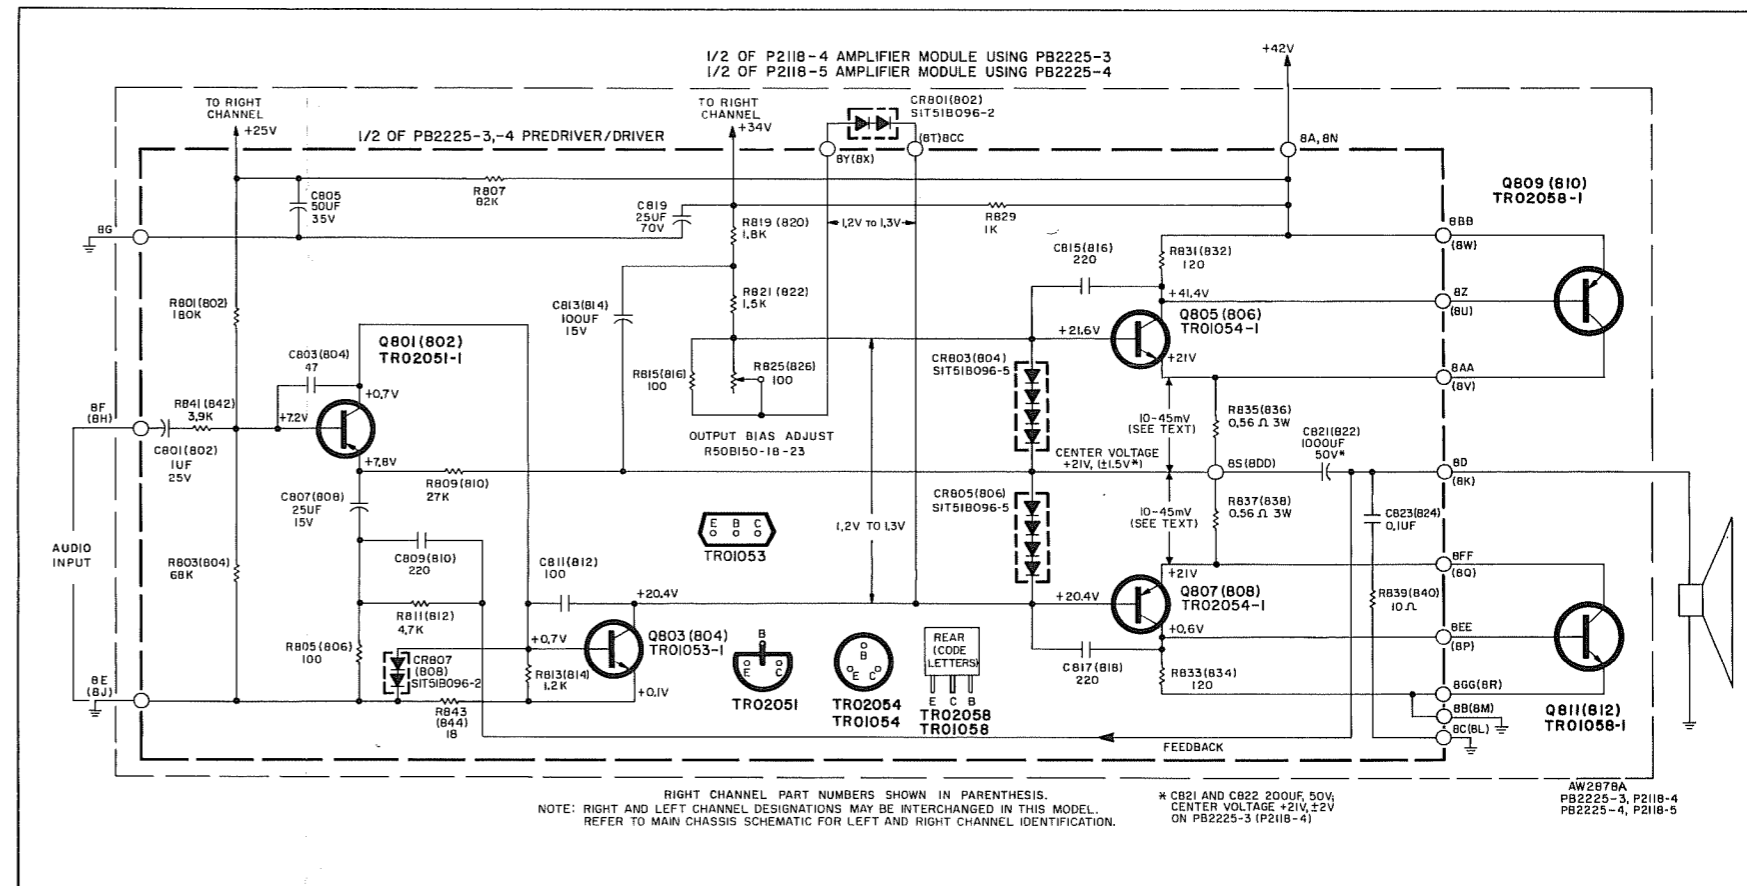 1/2 OF P2118-4 AMPLIFIER MODULE USING PB2225-3
1/2 OF P2118-5 AMPLIFIER MODULE USING PB2225-4
+42V
TO RIGHT
CHANNEL
+25V
1/2 OF PB2225-3,-4 PREDRIVER/DRIVER
TO RIGHT
CHANNEL
+34V
CR801(802)
SIT51B096-2
8Y(8X)
(8T)8CC
8A, 8N
Q809(810)
TR02058-1
C805
50UF
35V
R807
82K
C819
25UF
70V
R829
1K
8G
R819 (820)
1.8K
1.2V TO 1.3V
C815(816)
220
R831(832)
120
8BB
(8W)
R821 (822)
1.5K
+41.4V
8Z
(8U)
R801(802)
180K
C813(814)
100UF
15V
Q805(806)
TR01054-1
+21.6V
+21V
Q801(802)
TR02051-1
C803(804)
47
+0.7V
R815(816)
100
R825(826)
100
CR803(804)
SIT51B096-5
8AA
(8V)
8F
(8H)
R841(842)
3.9K
+7.2V
C801(802)
1UF
25V
+7.8V
OUTPUT BIAS ADJUST
R50B150-18-23
10-45mV
(SEE TEXT)
R835(836)
0.56 Ω 3W
C821(822)
1000UF
50V*
CENTER VOLTAGE
+21V, (±1.5V*)
8S(8DD)
8D
(8K)
R809(810)
27K
C807(808)
25UF
15V
CR805(806)
SIT51B096-5
10-45mV
(SEE TEXT)
R837(838)
0.56 Ω 3W
C823(824)
0.1UF
E B C
TR01053
1.2V TO 1.3V
AUDIO
INPUT
R803(804)
68K
C809(810)
220
C811(812)
100
8FF
(8Q)
+21V
+20.4V
+20.4V
Q807(808)
TR02054-1
R839(840)
10 Ω
R811(812)
4.7K
+0.7V
Q803(804)
TR01053-1
+0.6V
8EE
(8P)
R805(806)
100
CR807
(808)
SIT51B096-2
R813(814)
1.2K
B
E C
TR02051
B
E C
TR02054
TR01054
REAR
(CODE
LETTERS)
E C B
TR02058
TR01058
C817(818)
220
R833(834)
120
8E
(8J)
+0.1V
R843
(844)
18
8GG(8R)
8B(8M)
8C(8L)
Q811(812)
TR01058-1
FEEDBACK
RIGHT CHANNEL PART NUMBERS SHOWN IN PARENTHESIS.
NOTE: RIGHT AND LEFT CHANNEL DESIGNATIONS MAY BE INTERCHANGED IN THIS MODEL.
REFER TO MAIN CHASSIS SCHEMATIC FOR LEFT AND RIGHT CHANNEL IDENTIFICATION.
* C821 AND C822 200UF, 50V;
CENTER VOLTAGE +21V, ±2V
ON PB2225-3 (P2118-4)
AW2878A
PB2225-3, P2118-4
PB2225-4, P2118-5